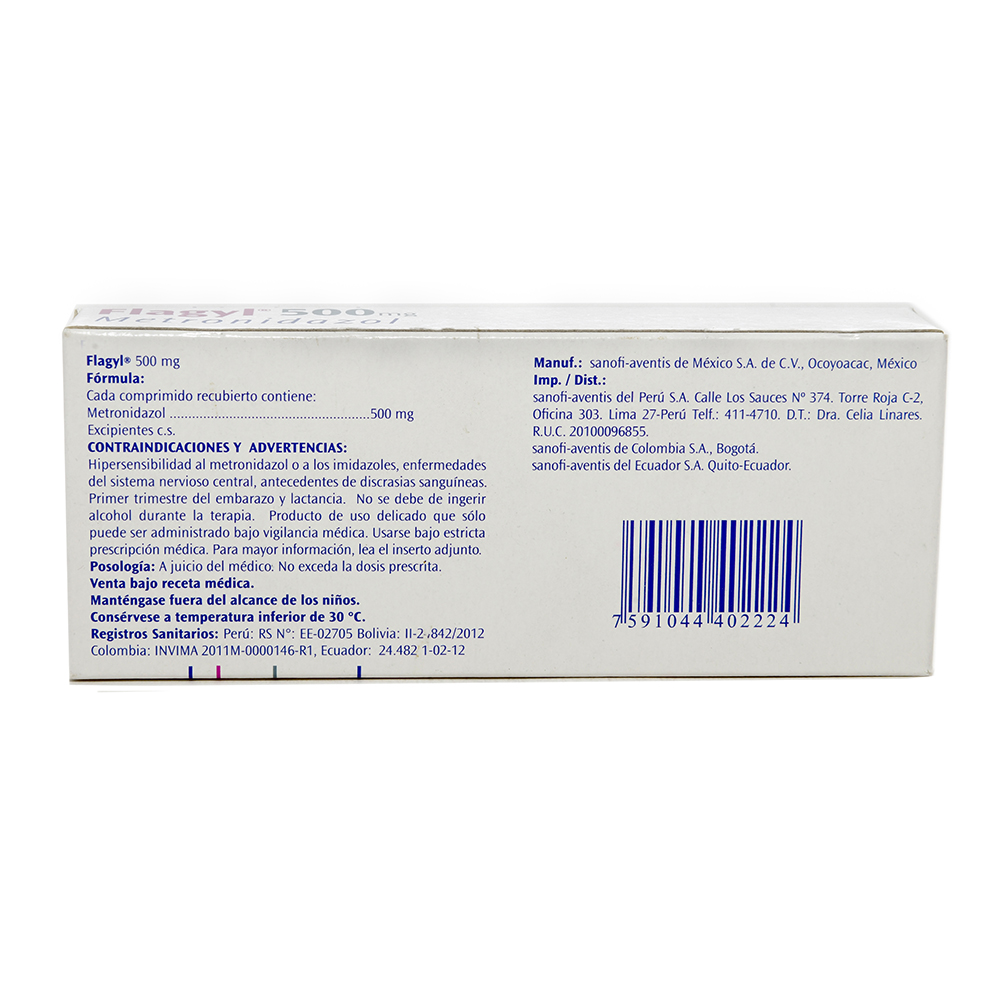 Flagyl® 500 mg
Metronidazol
Flagyl® 500 mg
Fórmula:
Cada comprimido recubierto contiene:
Metronidazol ......................................................500 mg
Excipientes c.s.
CONTRAINDICACIONES Y ADVERTENCIAS:
Hipersensibilidad al metronidazol o a los imidazoles, enfermedades
del sistema nervioso central, antecedentes de discrasias sanguíneas.
Primer trimestre del embarazo y lactancia. No se debe de ingerir
alcohol durante la terapia. Producto de uso delicado que sólo
puede ser administrado bajo vigilancia médica. Usarse bajo estricta
prescripción médica. Para mayor información, lea el inserto adjunto.
Posología: A juicio del médico. No exceda la dosis prescrita.
Venta bajo receta médica.
Manténgase fuera del alcance de los niños.
Consérvese a temperatura inferior de 30 °C.
Registros Sanitarios: Perú: RS N°: EE-02705 Bolivia:
Colombia: INVIMA 2011M-0000146-R1, Ecuador: 24.482 1-02-12
Manuf.: sanofi-aventis de México S.A. de C.V., Ocoyoacac, México
Imp. / Dist.:
sanofi-aventis del Perú S.A. Calle Los Sauces Nº 374. Torre Roja C-2,
Oficina 303. Lima 27-Perú Telf.: 411-4710. D.T.: Dra. Celia Linares.
R.U.C. 20100096855.
sanofi-aventis de Colombia S.A., Bogotá.
sanofi-aventis del Ecuador S.A. Quito-Ecuador.
7 591044 402224